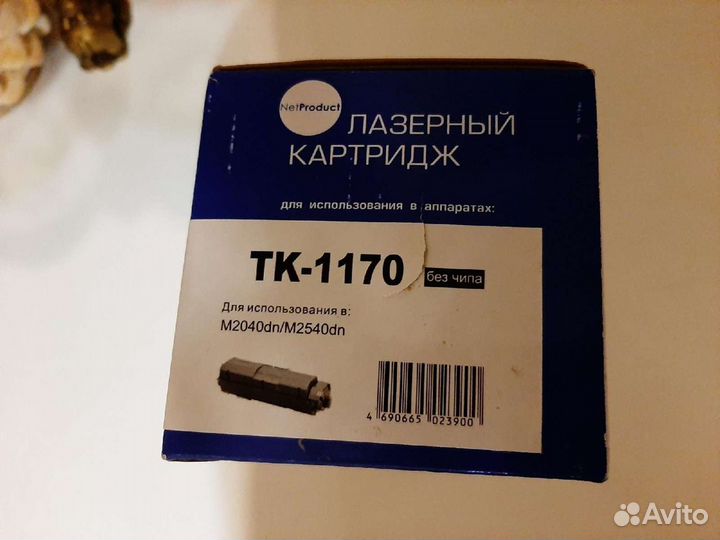 NetProduct
ЛАЗЕРНЫЙ
КАРТРИДЖ
для использования в аппаратах:
TK-1170 без чипа
Для использования в:
M2040dn/M2540dn
4 690665 023900
Avito